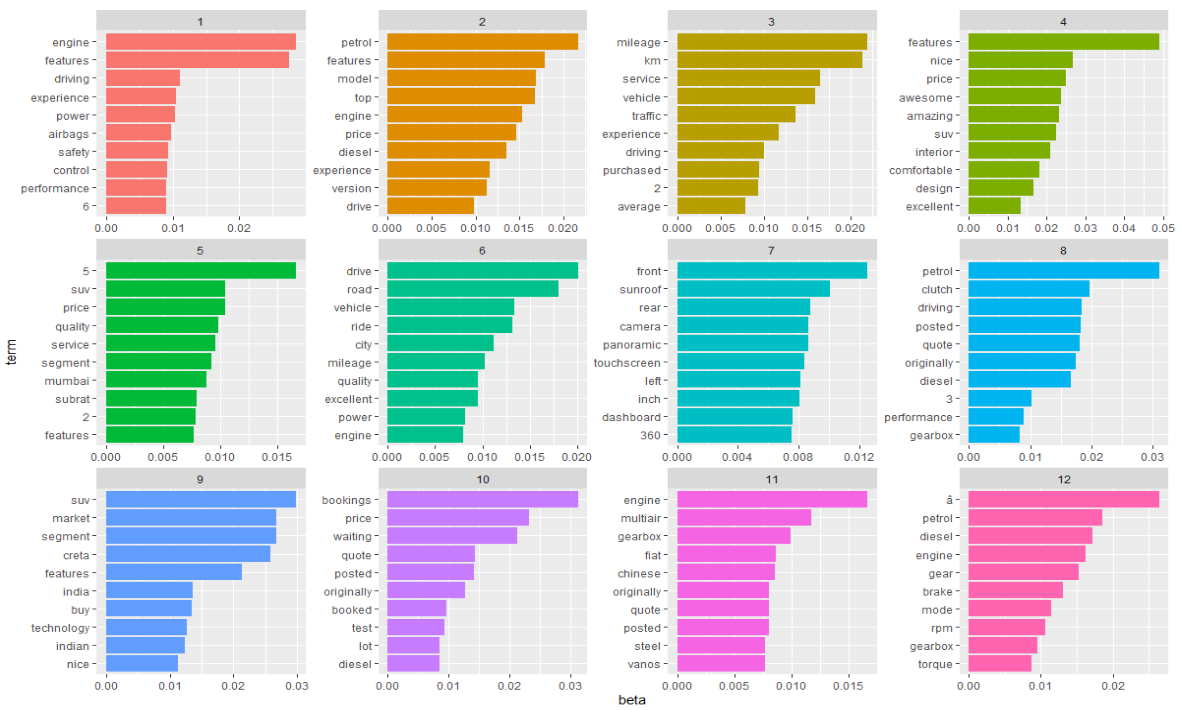 1
engine
features
driving
experience
power
airbags
safety
control
performance
6
0.00 0.01 0.02
2
petrol
features
model
top
engine
price
diesel
experience
version
drive
0.000 0.005 0.010 0.015 0.020
3
mileage
km
service
vehicle
traffic
experience
driving
purchased
2
average
0.000 0.005 0.010 0.015 0.020
4
features
nice
price
awesome
amazing
suv
interior
comfortable
design
excellent
0.00 0.01 0.02 0.03 0.04 0.05
term
5
5
suv
price
quality
service
segment
mumbai
subrat
2
features
0.000 0.005 0.010 0.015
6
drive
road
vehicle
ride
city
mileage
quality
excellent
power
engine
0.000 0.005 0.010 0.015 0.020
7
front
sunroof
rear
camera
panoramic
touchscreen
left
inch
dashboard
360
0.000 0.004 0.008 0.012
8
petrol
clutch
driving
posted
quote
originally
diesel
3
performance
gearbox
0.00 0.01 0.02 0.03
9
suv
market
segment
creta
features
india
buy
technology
indian
nice
0.00 0.01 0.02 0.03
10
bookings
price
waiting
quote
posted
originally
booked
test
lot
diesel
0.00 0.01 0.02 0.03
11
engine
multiair
gearbox
fiat
chinese
originally
quote
posted
steel
vanos
0.000 0.005 0.010 0.015
12
â
petrol
diesel
engine
gear
brake
mode
rpm
gearbox
torque
0.00 0.01 0.02
beta